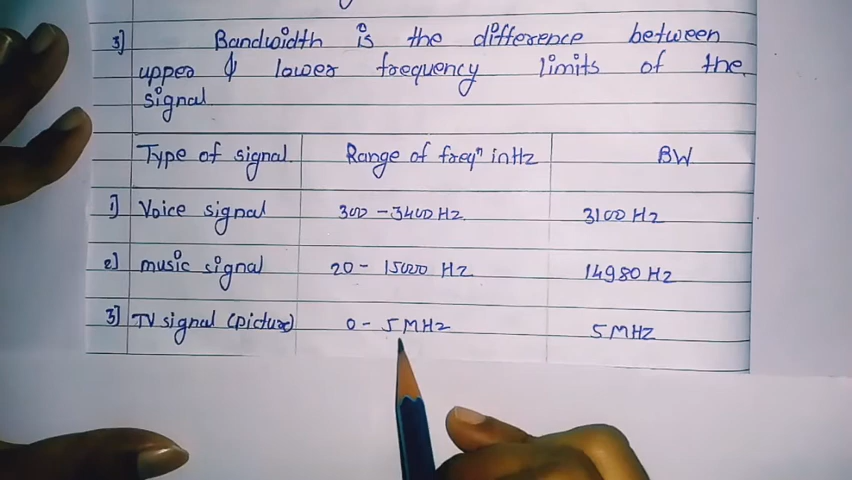 3] Bandwidth is the difference between
upper & lower frequency limits of the
signal
Type of signal Range of freqⁿ in Hz BW
1] Voice signal 300 - 3400 Hz 3100 Hz
2] music signal 20 - 15000 Hz 14980 Hz
3] TV signal (picture) 0 - 5 MHz 5 MHz